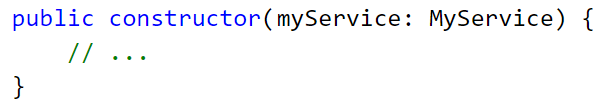 public constructor(myService: MyService) {
    // ...
}